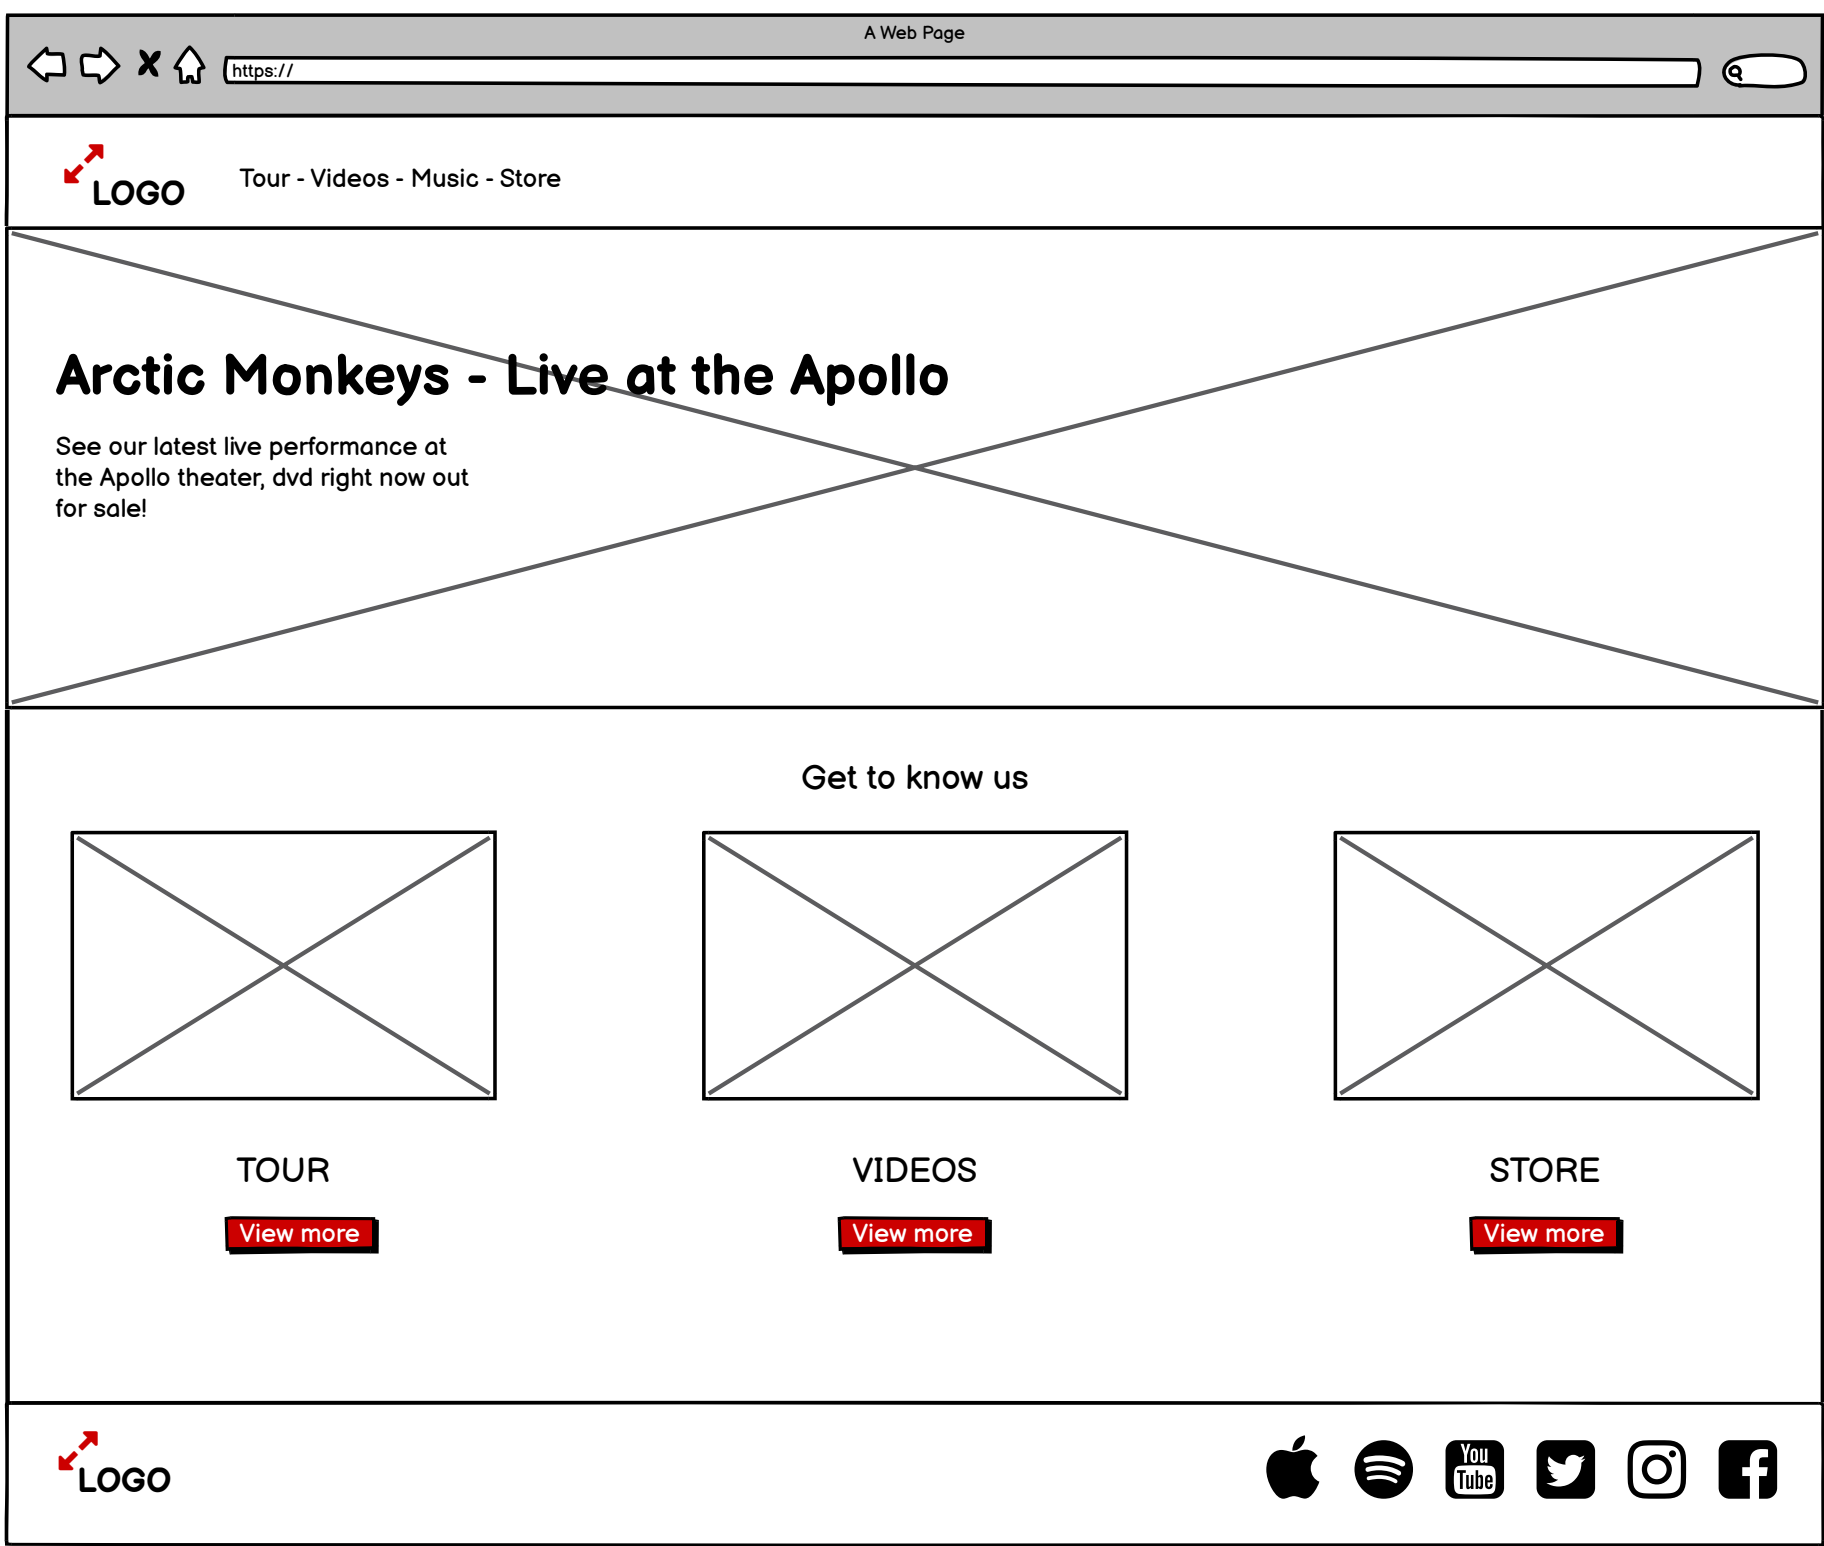 A Web Page
https://
LOGO
Tour - Videos - Music - Store
Arctic Monkeys - Live at the Apollo
See our latest live performance at
the Apollo theater, dvd right now out
for sale!
Get to know us
TOUR
VIDEOS
STORE
View more
View more
View more
LOGO
You
Tube